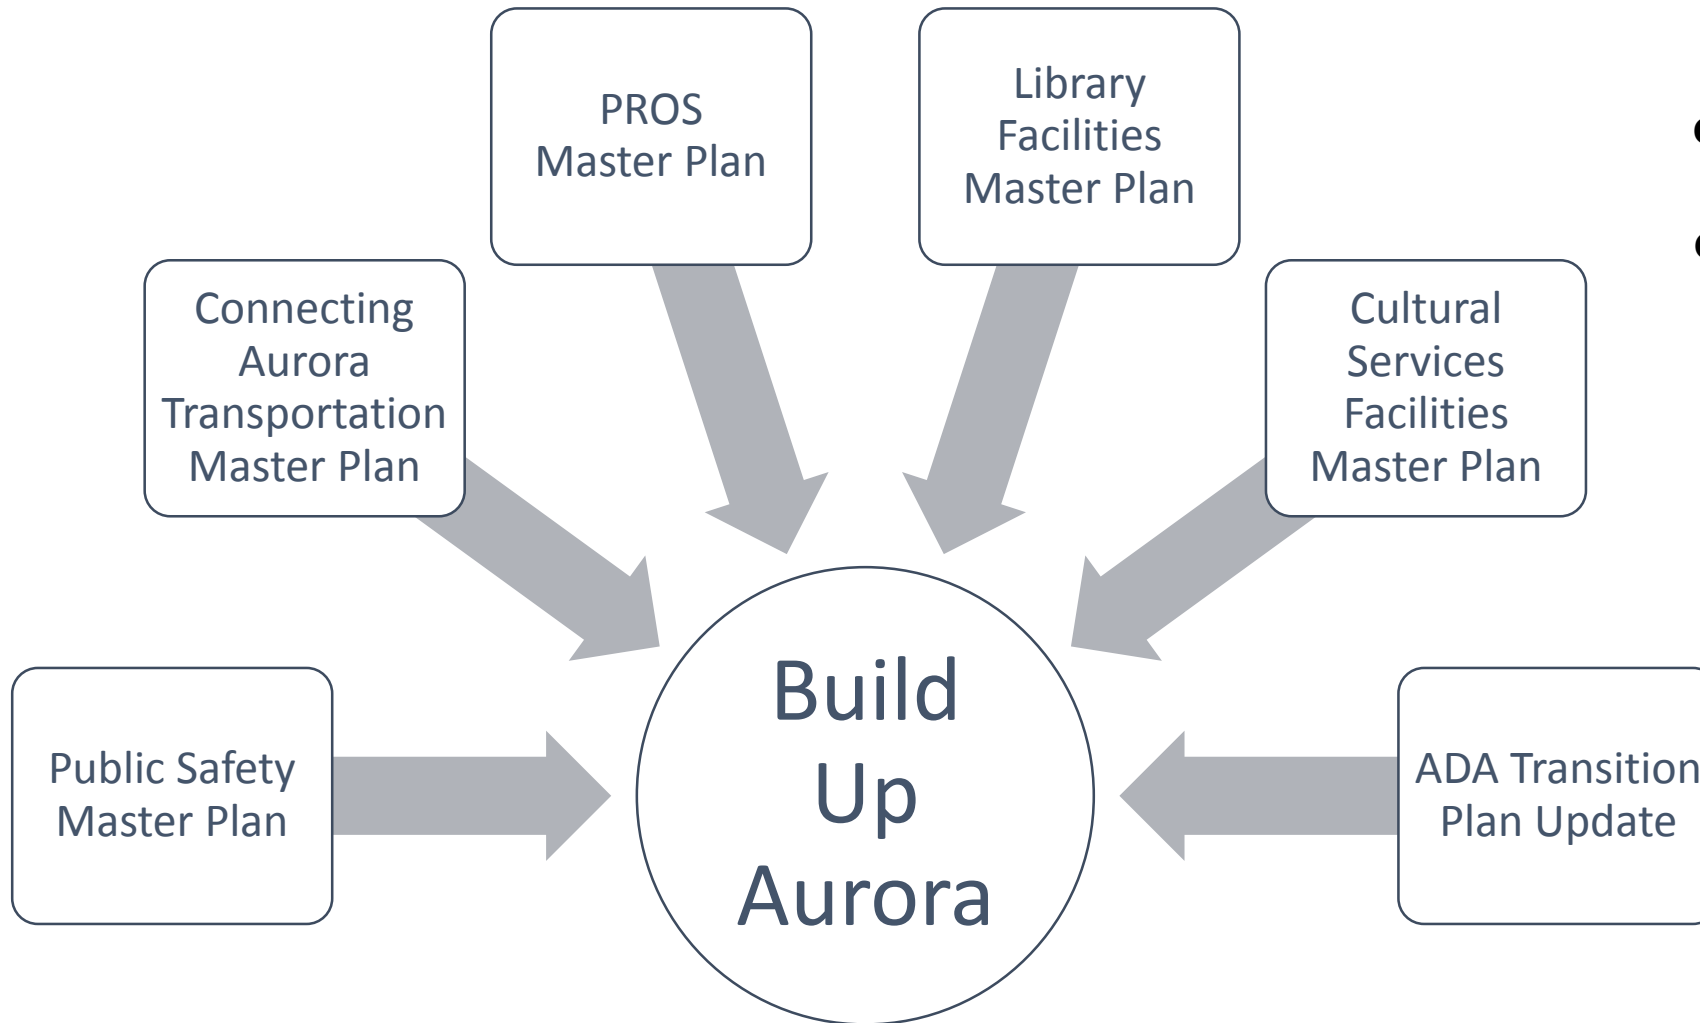 PROS
Master Plan
Library
Facilities
Master Plan
Connecting
Aurora
Transportation
Master Plan
Cultural
Services
Facilities
Master Plan
Public Safety
Master Plan
Build
Up
Aurora
ADA Transition
Plan Update